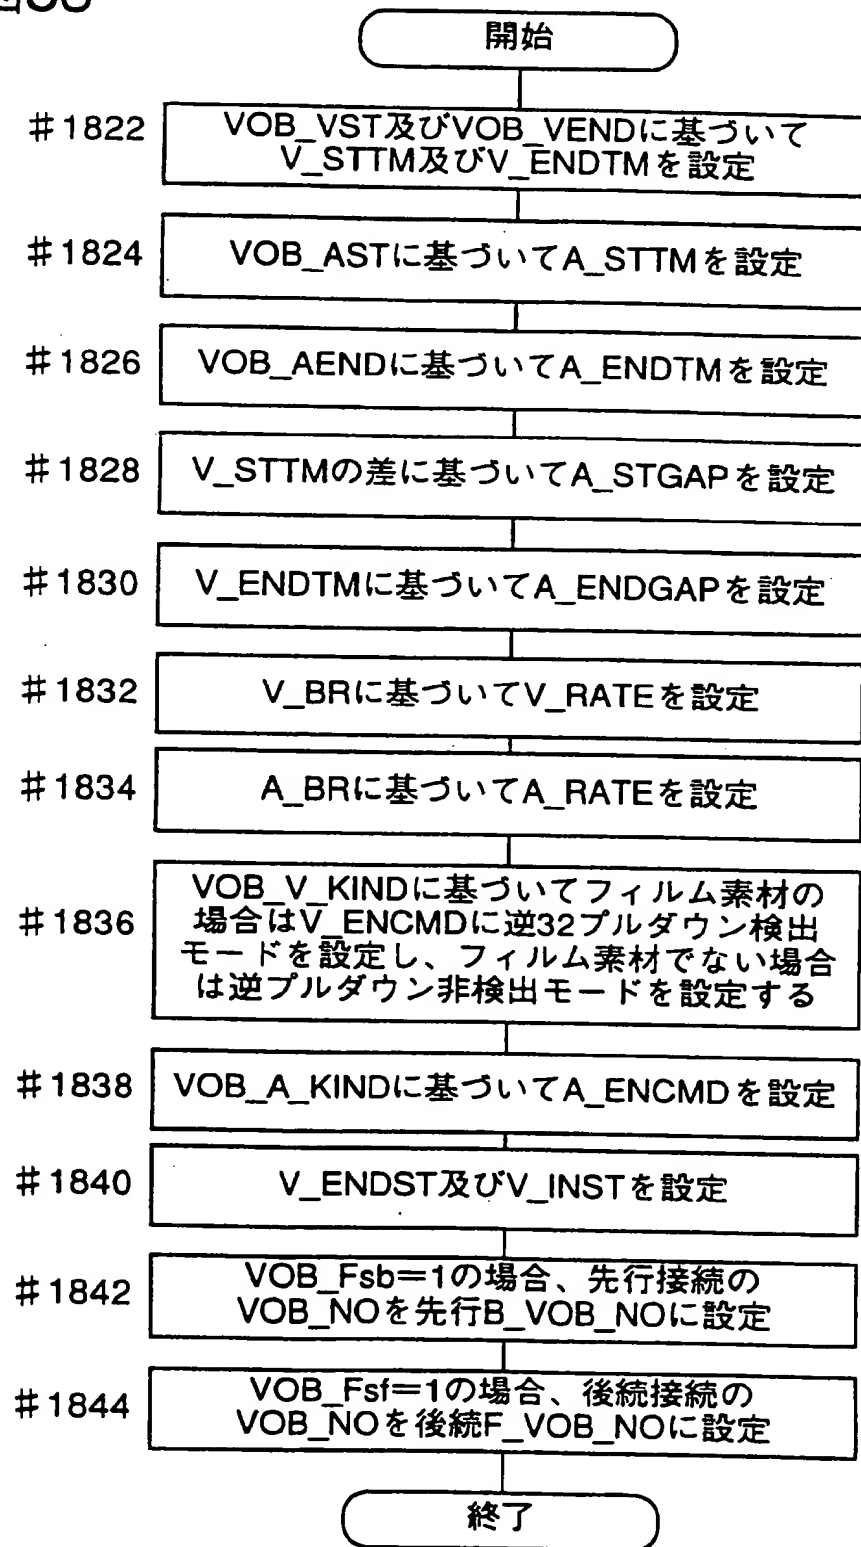 開始
#1822
VOB_VST及びVOB_VENDに基づいて
V_STTM及びV_ENDTMを設定
#1824
VOB_ASTに基づいてA_STTMを設定
#1826
VOB_AENDに基づいてA_ENDTMを設定
#1828
V_STTMの差に基づいてA_STGAPを設定
#1830
V_ENDTMに基づいてA_ENDGAPを設定
#1832
V_BRに基づいてV_RATEを設定
#1834
A_BRに基づいてA_RATEを設定
#1836
VOB_V_KINDに基づいてフィルム素材の
場合はV_ENCMDに逆32プルダウン検出
モードを設定し、フィルム素材でない場合
は逆プルダウン非検出モードを設定する
#1838
VOB_A_KINDに基づいてA_ENCMDを設定
#1840
V_ENDST及びV_INSTを設定
#1842
VOB_Fsb=1の場合、先行接続の
VOB_NOを先行B_VOB_NOに設定
#1844
VOB_Fsf=1の場合、後続接続の
VOB_NOを後続F_VOB_NOに設定
終了